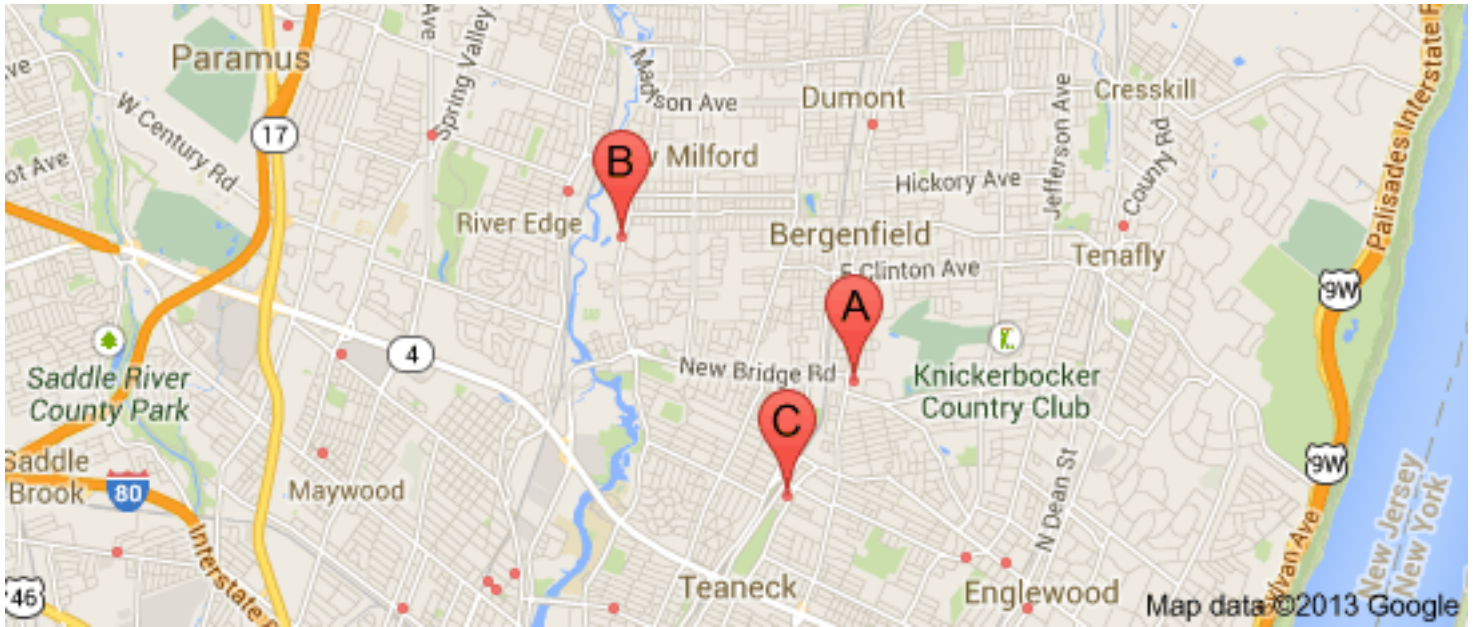 Paramus
W Century Rd
17
Ave
Spring Valley
Madison Ave
Dumont
Jefferson Ave
Cresskill
County Rd
Palisades Interstate
ve
ot Ave
B
Milford
Hickory Ave
River Edge
Bergenfield
Tenafly
E Clinton Ave
9W
A
4
New Bridge Rd
Knickerbocker
Country Club
Saddle River
County Park
C
Saddle
Brook
80
Maywood
9W
N Dean St
Interstate
Teaneck
Englewood
46
New Jersey
New York
Map data ©2013 Google